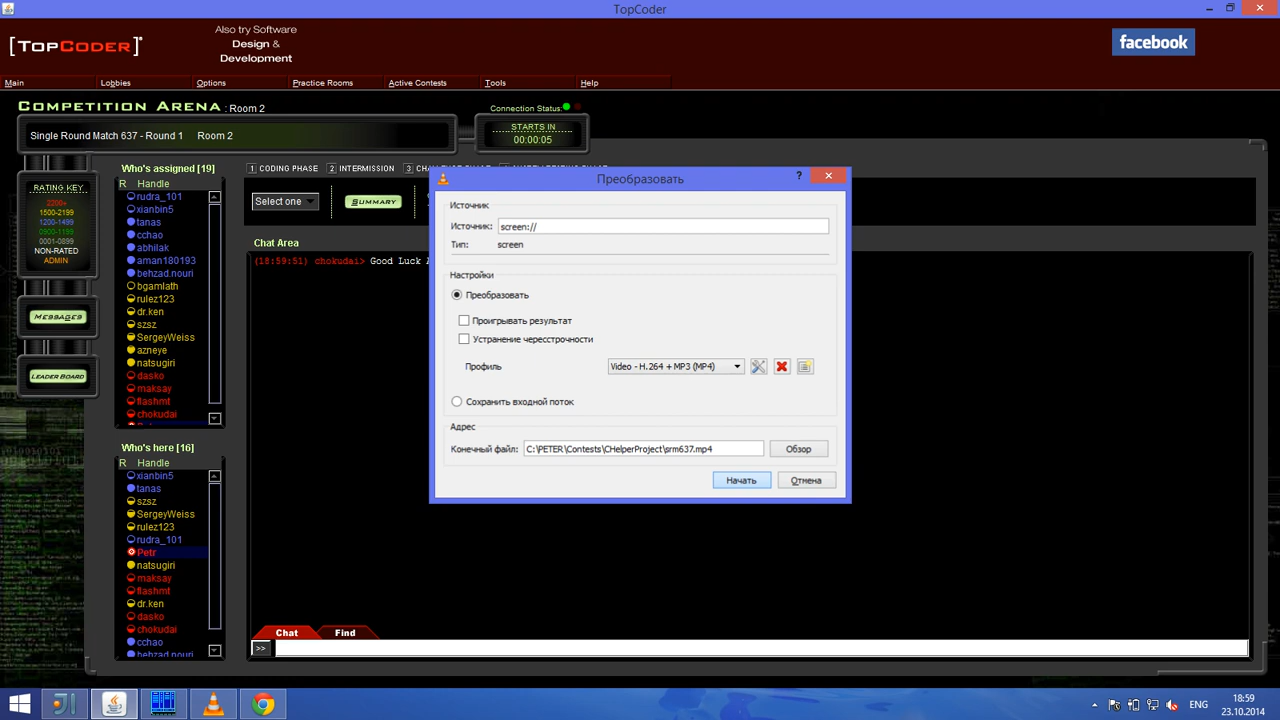 TopCoder
[TOPCODER]®
Also try Software
Design &
Development
facebook
Main
Lobbies
Options
Practice Rooms
Active Contests
Tools
Help
COMPETITION ARENA : Room 2
Connection Status:
Single Round Match 637 - Round 1 Room 2
STARTS IN
00:00:05
RATING KEY
2200+
1500-2199
1200-1499
0900-1199
0001-0899
NON-RATED
ADMIN
MESSAGES
LEADER BOARD
Who's assigned [19]
R Handle
rudra_101
xianbin5
tanas
cchao
abhilak
aman180193
behzad.nouri
bgamlath
rulez123
dr.ken
szsz
SergeyWeiss
azneye
natsugiri
dasko
maksay
flashmt
chokudai
Who's here [16]
R Handle
xianbin5
tanas
szsz
SergeyWeiss
rulez123
rudra_101
Petr
natsugiri
maksay
flashmt
dr.ken
dasko
chokudai
cchao
behzad.nouri
1 CODING PHASE 2 INTERMISSION 3
Select one
SUMMARY
Chat Area
(18:59:51) chokudai> Good Luck
Chat
Find
>>
Преобразовать
?
Источник
Источник: screen://
Тип: screen
Настройки
Преобразовать
Проигрывать результат
Устранение чересстрочности
Профиль
Video - H.264 + MP3 (MP4)
Сохранить входной поток
Адрес
Конечный файл: C:\PETER\Contests\CHelperProject\srm637.mp4
Обзор
Начать
Отмена
ENG
18:59
23.10.2014